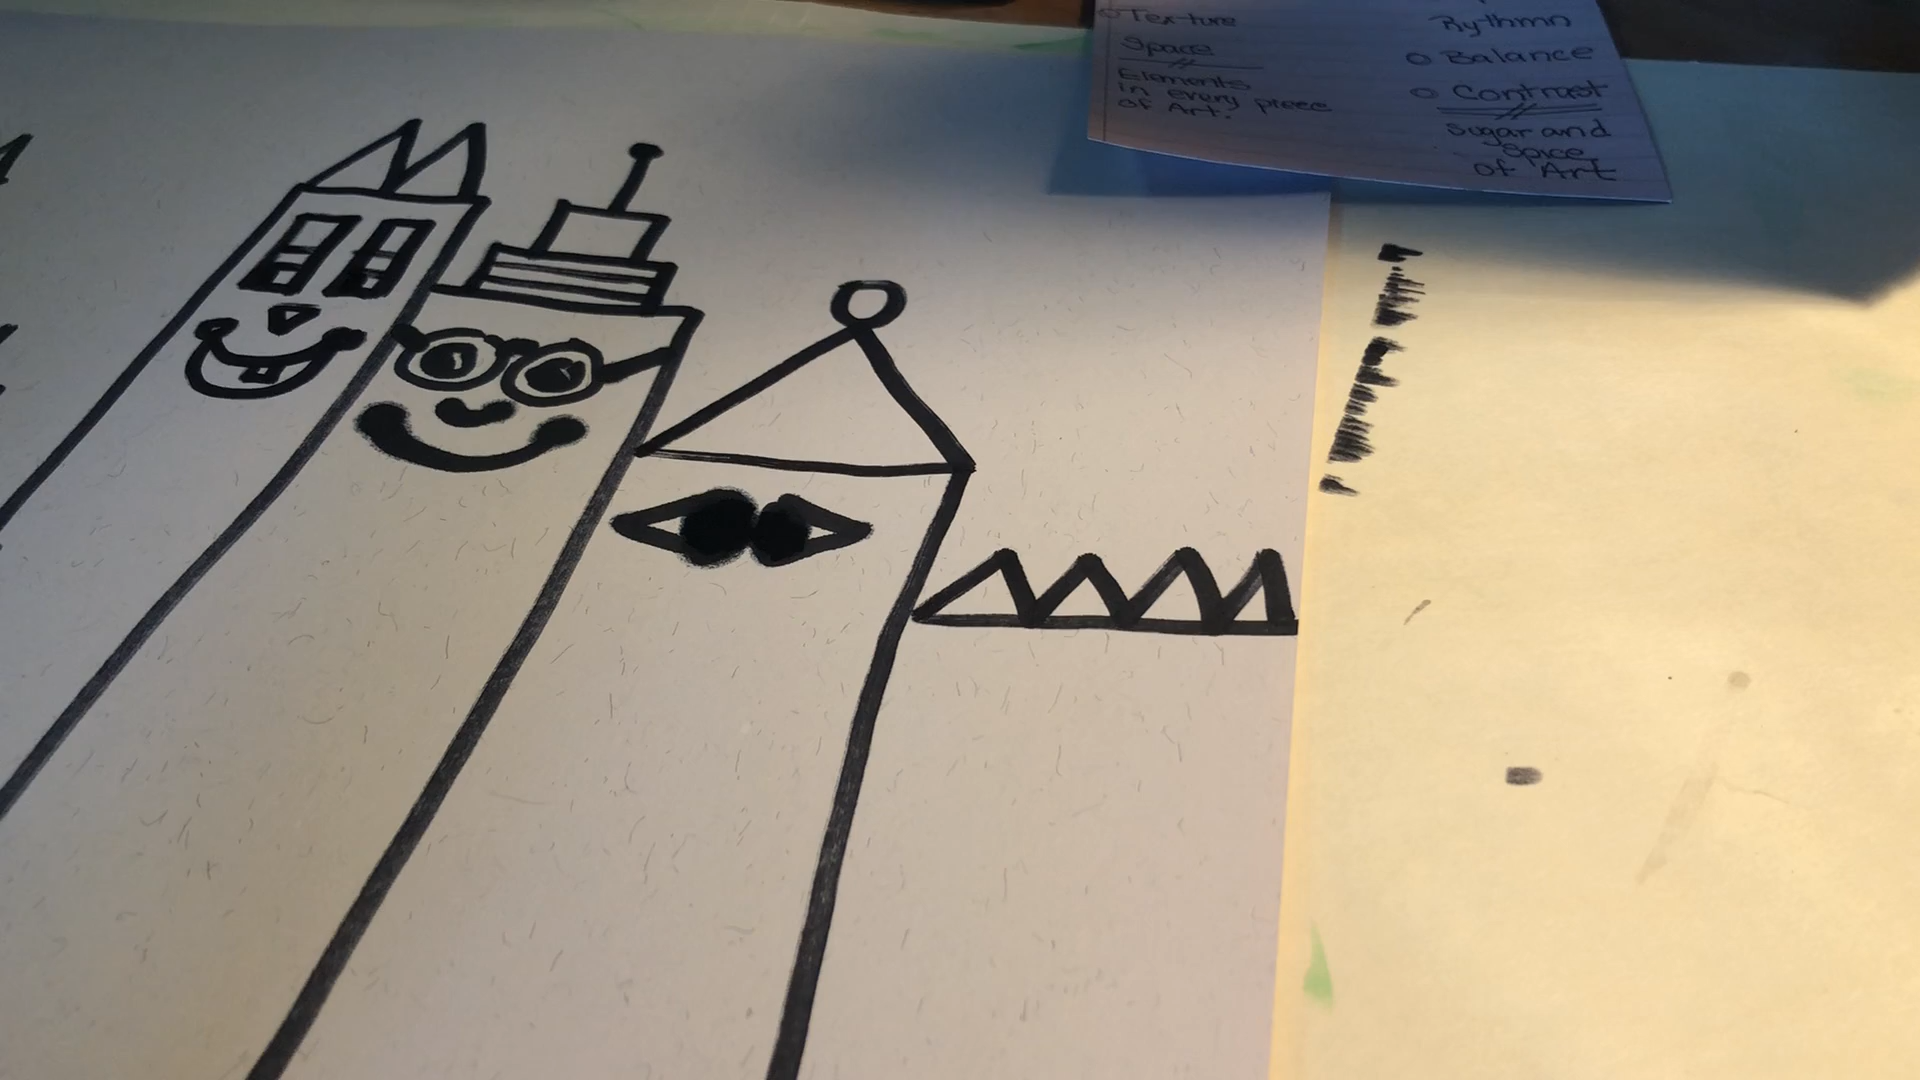 Texture
Space
Elements
in every piece
of Art.
Rythmn
Balance
Contrast
Sugar and
Spice
of Art